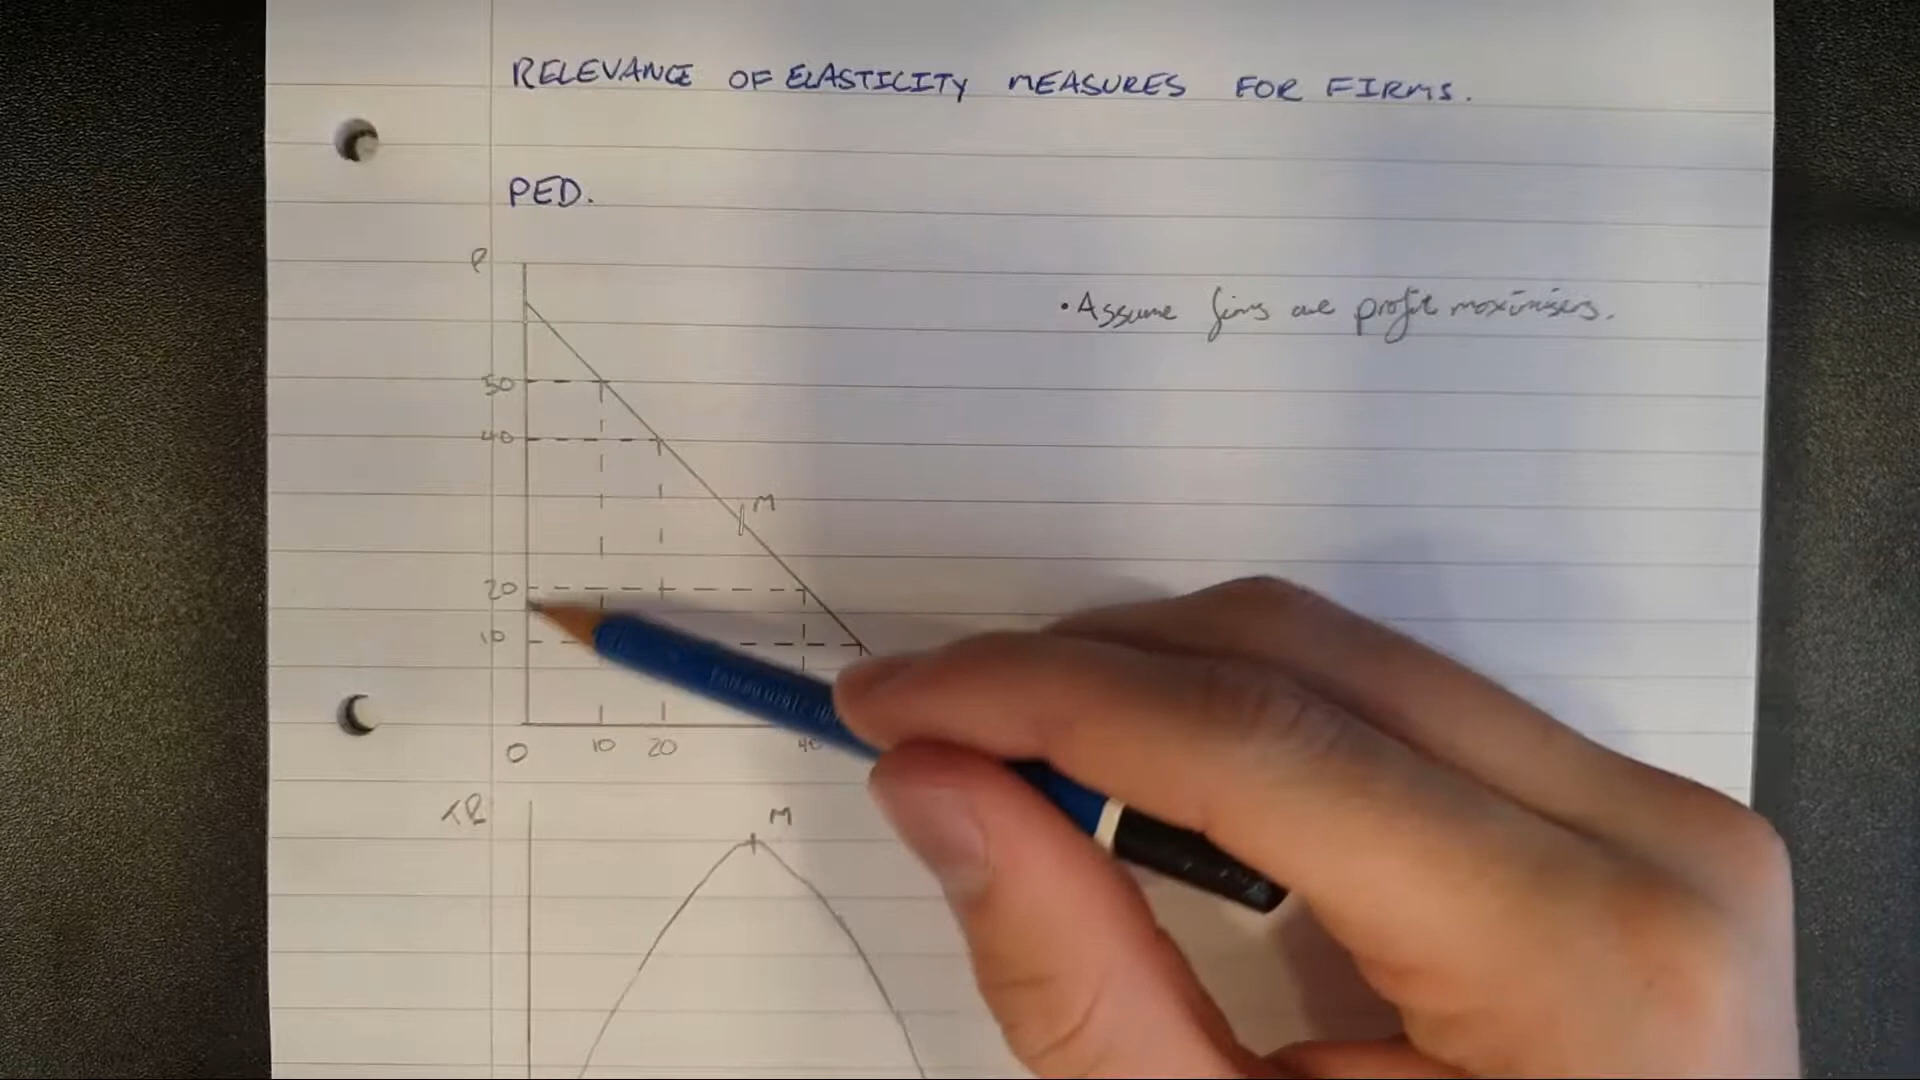 RELEVANCE OF ELASTICITY MEASURES FOR FIRMS.
PED.
P
• Assume firms are profit maximisers.
50
40
M
20
10
0 10 20 40
TR
M